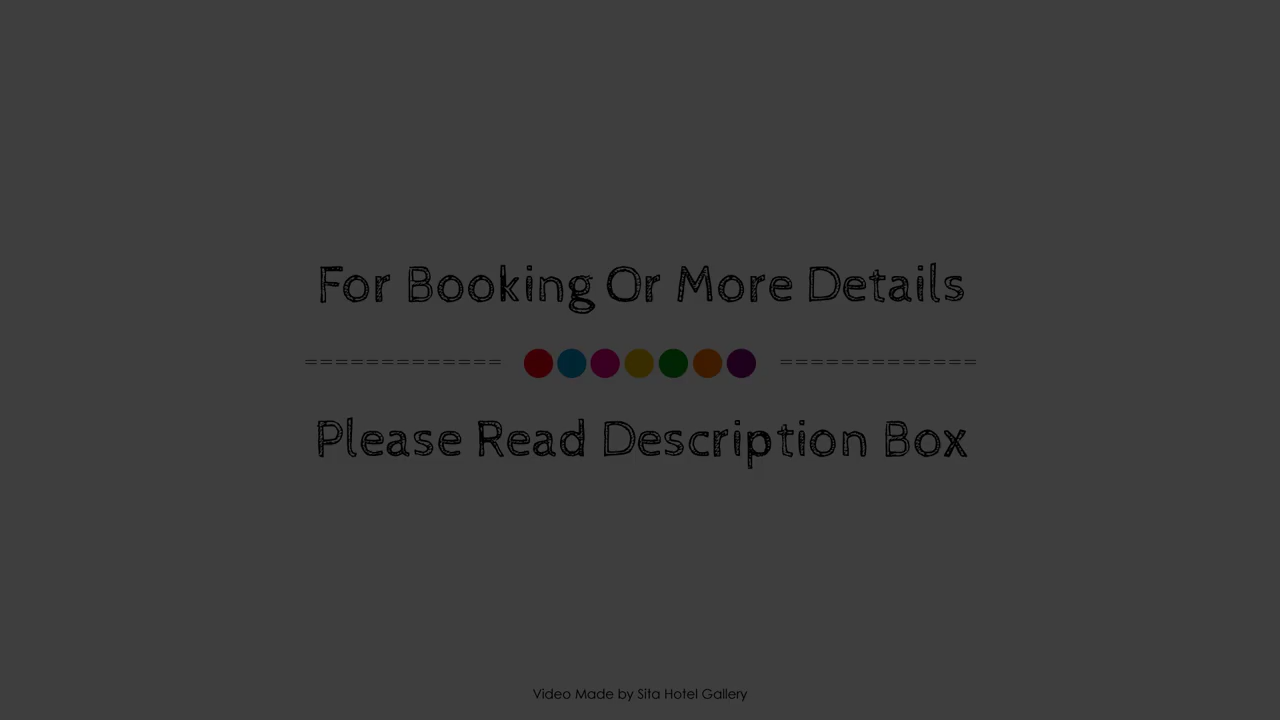 For Booking Or More Details
============= =============
Please Read Description Box
Video Made by Sita Hotel Gallery